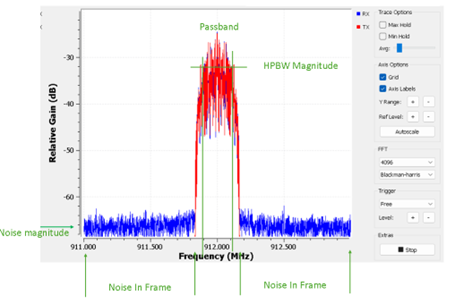 Passband
RX
TX
Trace Options
Max Hold
Min Hold
Avg:
HPBW Magnitude
Axis Options
Grid
Axis Labels
Y Range: + -
Ref Level: + -
Autoscale
FFT
4096
Blackman-harris
Trigger
Free
Level: + -
Extras
Stop
Relative Gain (dB)
-30
-40
-50
-60
Noise magnitude
911.000
911.500
912.000
912.500
Frequency (MHz)
Noise In Frame
Noise In Frame